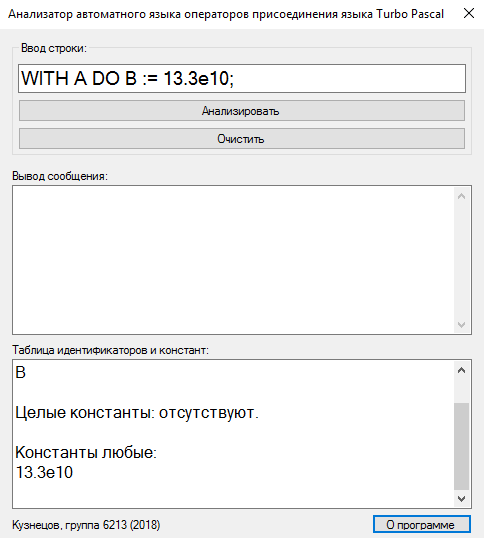 Анализатор автоматного языка операторов присоединения языка Turbo Pascal
Ввод строки:
WITH A DO B := 13.3e10;
Анализировать
Очистить
Вывод сообщения:
Таблица идентификаторов и констант:
B
Целые константы: отсутствуют.
Константы любые:
13.3e10
Кузнецов, группа 6213 (2018)
О программе